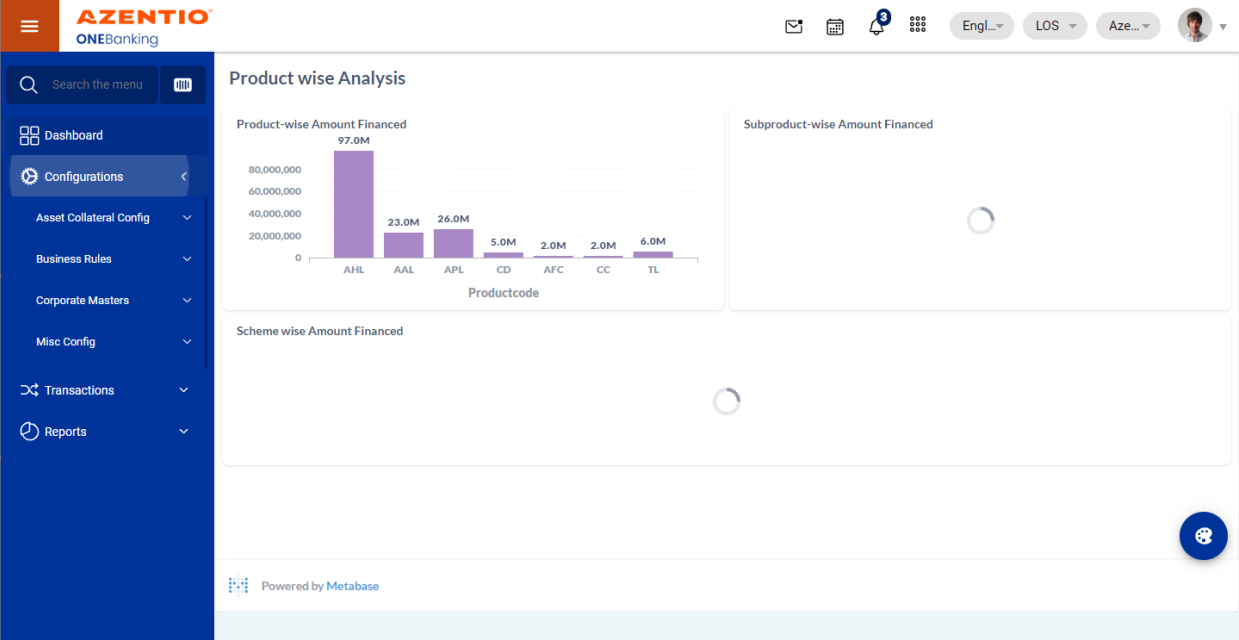 AZENTIO™
ONEBanking
3
Engl...
LOS
Aze...
Search the menu
Dashboard
Configurations
Asset Collateral Config
Business Rules
Corporate Masters
Misc Config
Transactions
Reports
Product wise Analysis
Product-wise Amount Financed
97.0M
80,000,000
60,000,000
40,000,000
20,000,000
0
23.0M
26.0M
5.0M
2.0M
2.0M
6.0M
AHL
AAL
APL
CD
AFC
CC
TL
Productcode
Subproduct-wise Amount Financed
Scheme wise Amount Financed
Powered by Metabase